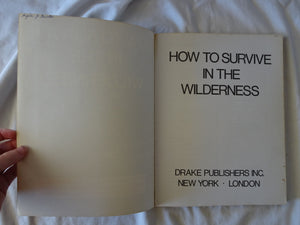 HOW TO SURVIVE
IN THE
WILDERNESS
DRAKE PUBLISHERS INC.
NEW YORK · LONDON